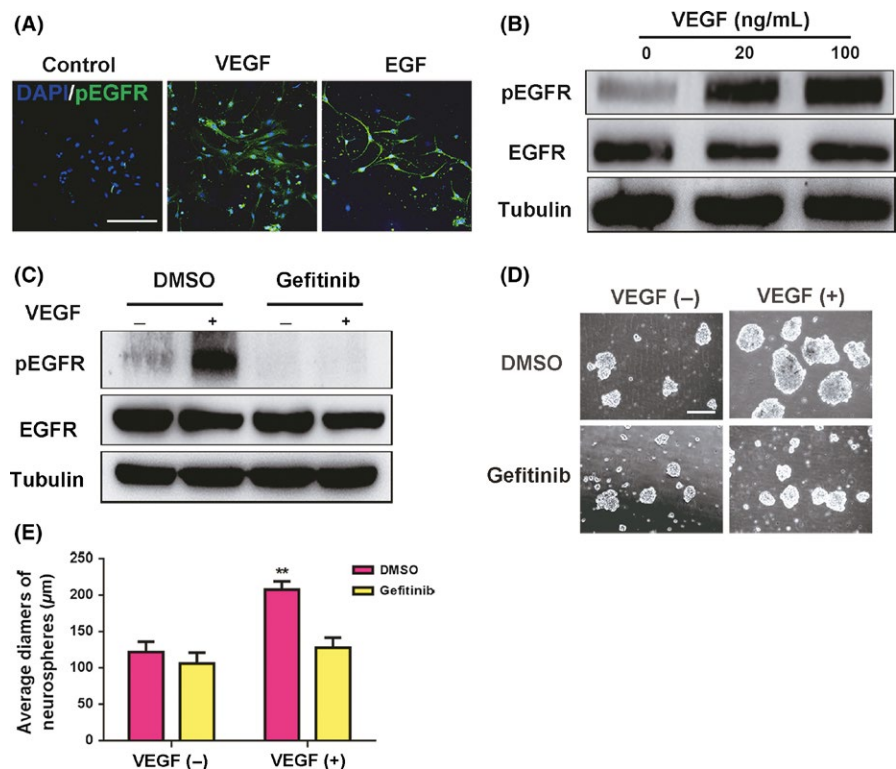 (A)
Control
VEGF
EGF
DAPI/pEGFR
(B)
VEGF (ng/mL)
0 20 100
pEGFR
EGFR
Tubulin
(C)
DMSO Gefitinib
VEGF − + − +
pEGFR
EGFR
Tubulin
(D)
VEGF (−) VEGF (+)
DMSO
Gefitinib
(E)
Average diamers of
neurospheres (µm)
250
200
150
100
50
0
**
DMSO
Gefitinib
VEGF (−) VEGF (+)